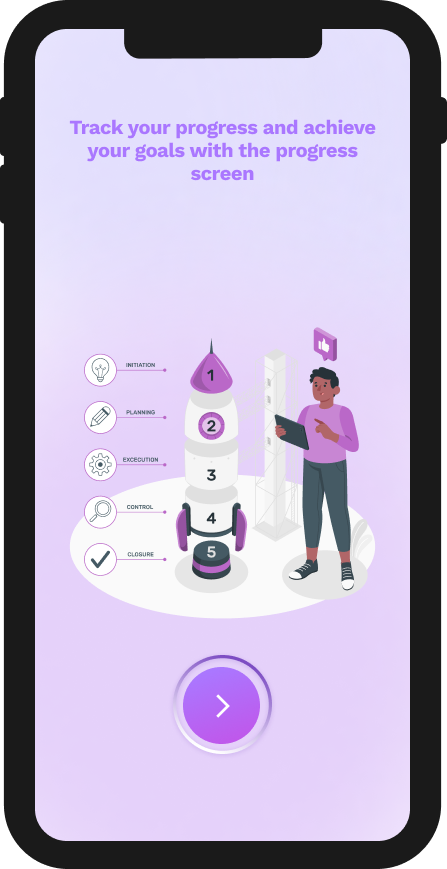 Track your progress and achieve
your goals with the progress
screen
INITIATION
1
PLANNING
2
EXCECUTION
3
CONTROL
4
CLOSURE
5